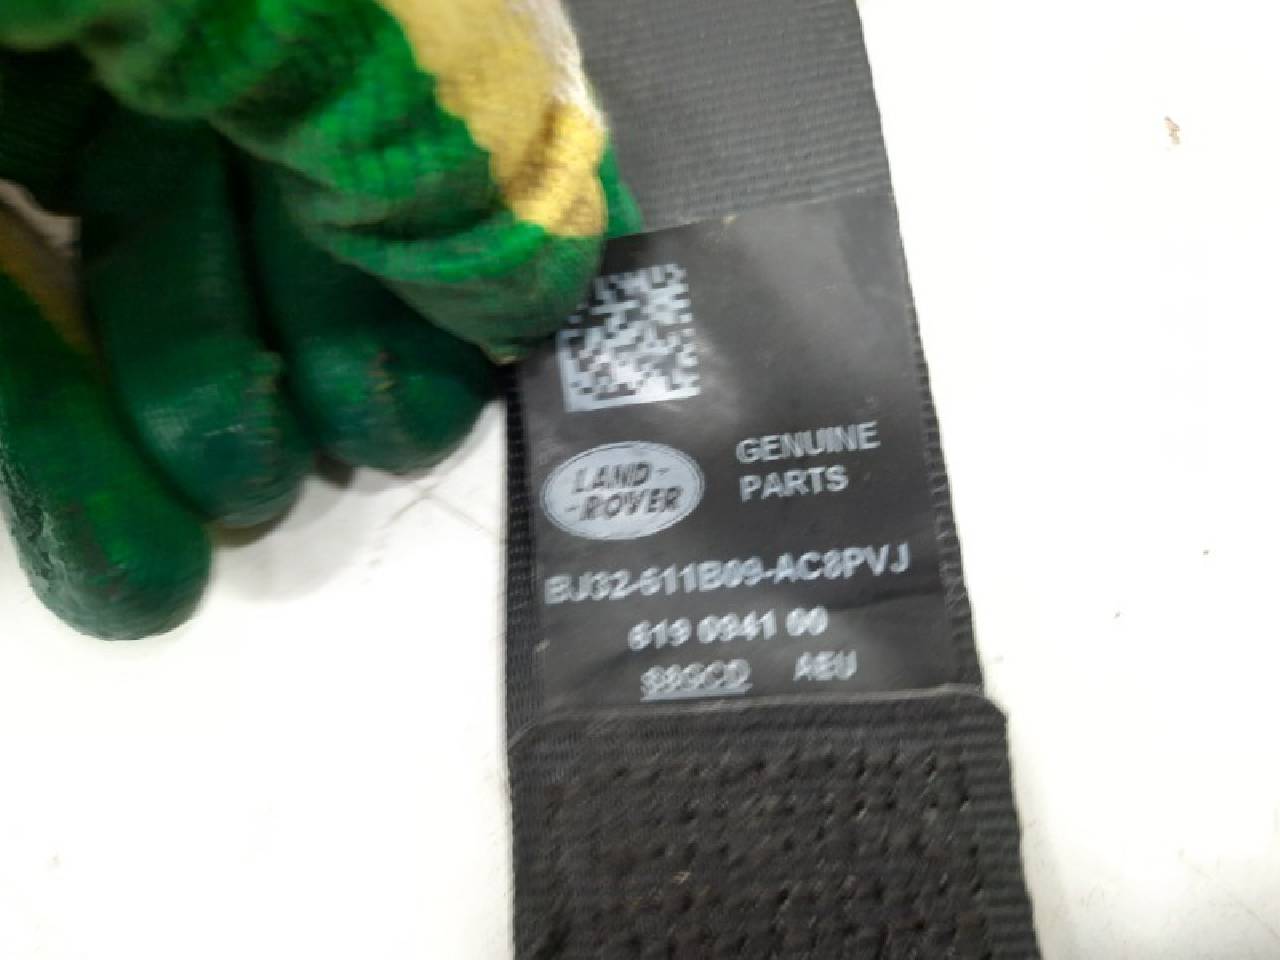 LAND-
-ROVER
GENUINE
PARTS
BJ32-611B09-AC8PVJ
619 0941 00
AEU